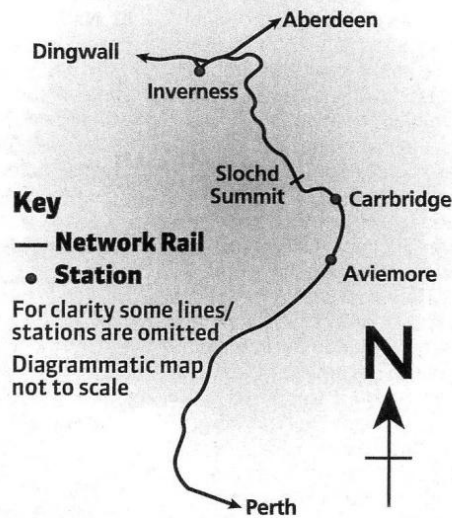 Aberdeen
Dingwall
Inverness
Slochd
Summit
Carrbridge
Key
Network Rail
Station
Aviemore
For clarity some lines/
stations are omitted
Diagrammatic map
not to scale
N
Perth